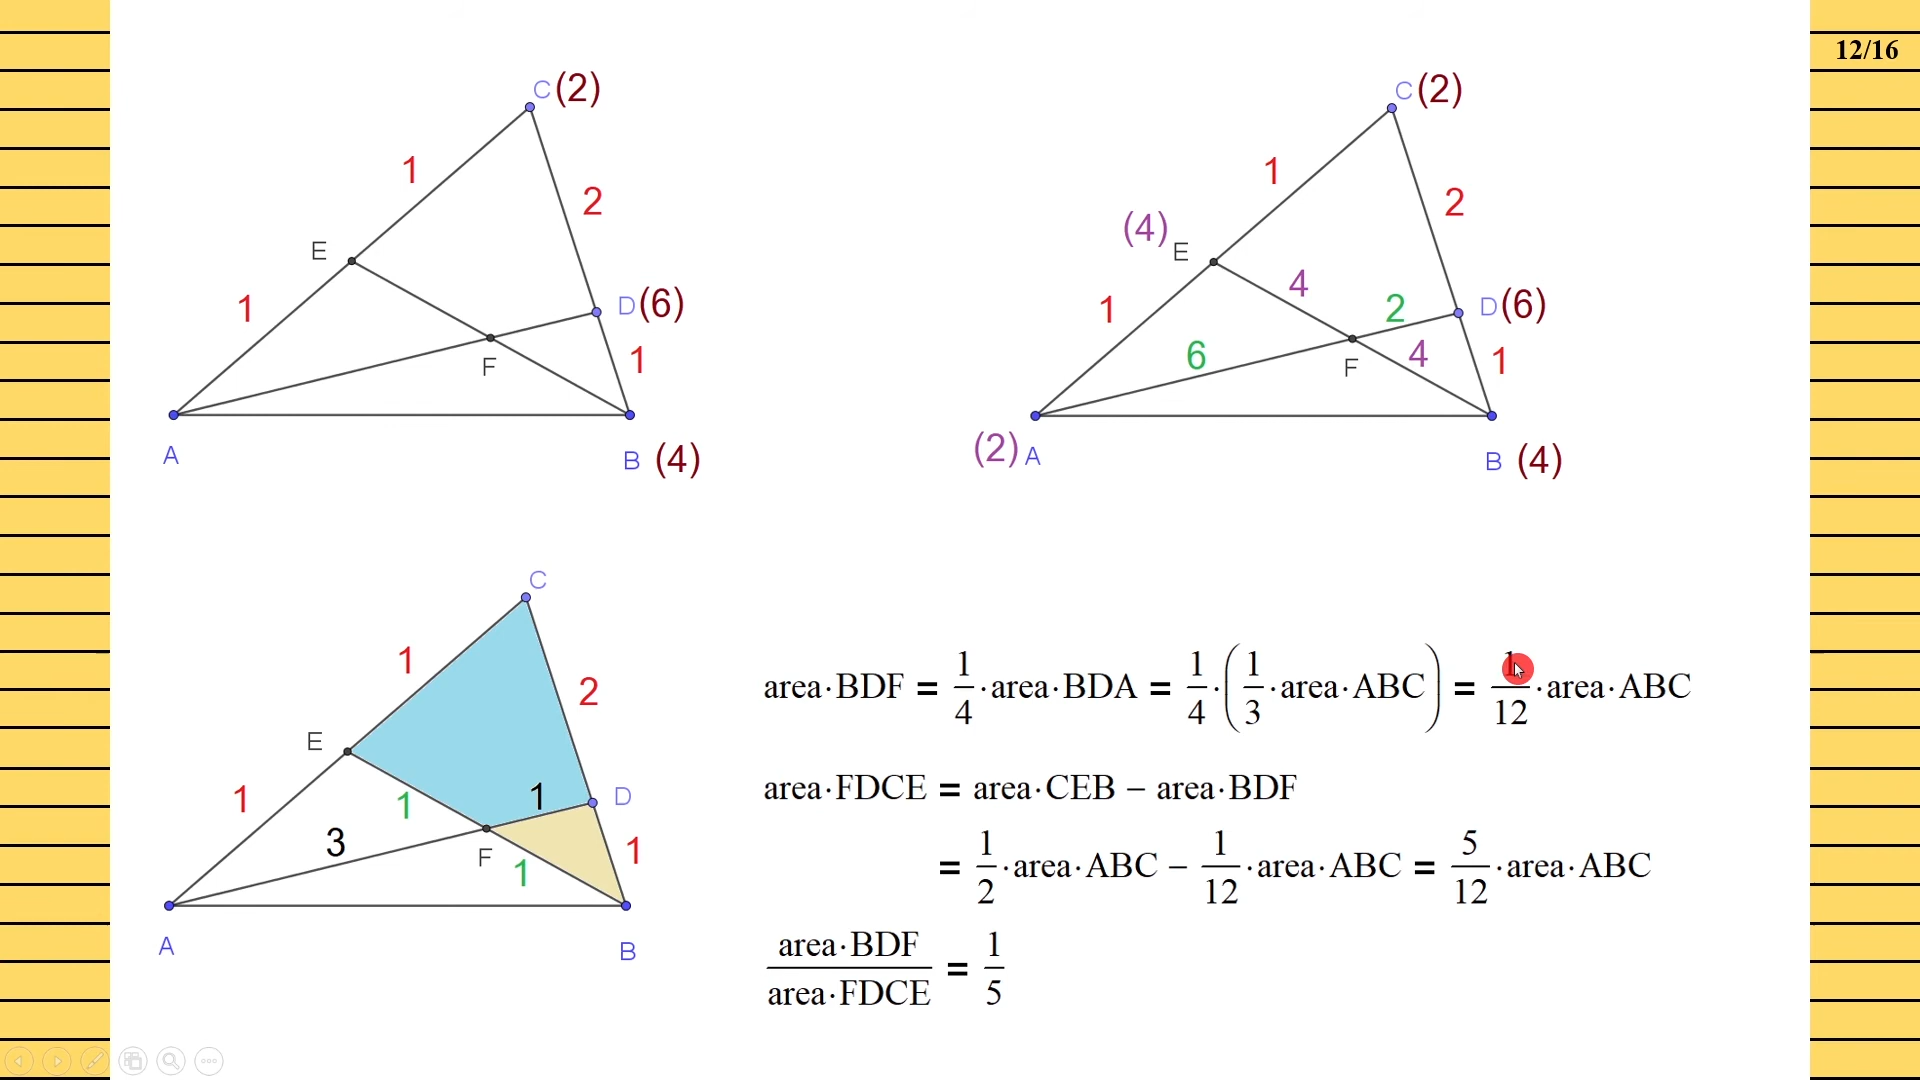 12/16
C (2)
1
2
E
D (6)
1
1
F
A
B (4)
C (2)
1
2
(4) E
4
2
D (6)
1
6
F
4
1
(2) A
B (4)
C
1
2
E
1
1
1
D
3
F
1
1
A
B
area·BDF = 1/4 · area·BDA = 1/4 · (1/3 · area·ABC) = 1/12 · area·ABC
area·FDCE = area·CEB − area·BDF
= 1/2 · area·ABC − 1/12 · area·ABC = 5/12 · area·ABC
area·BDF / area·FDCE = 1/5